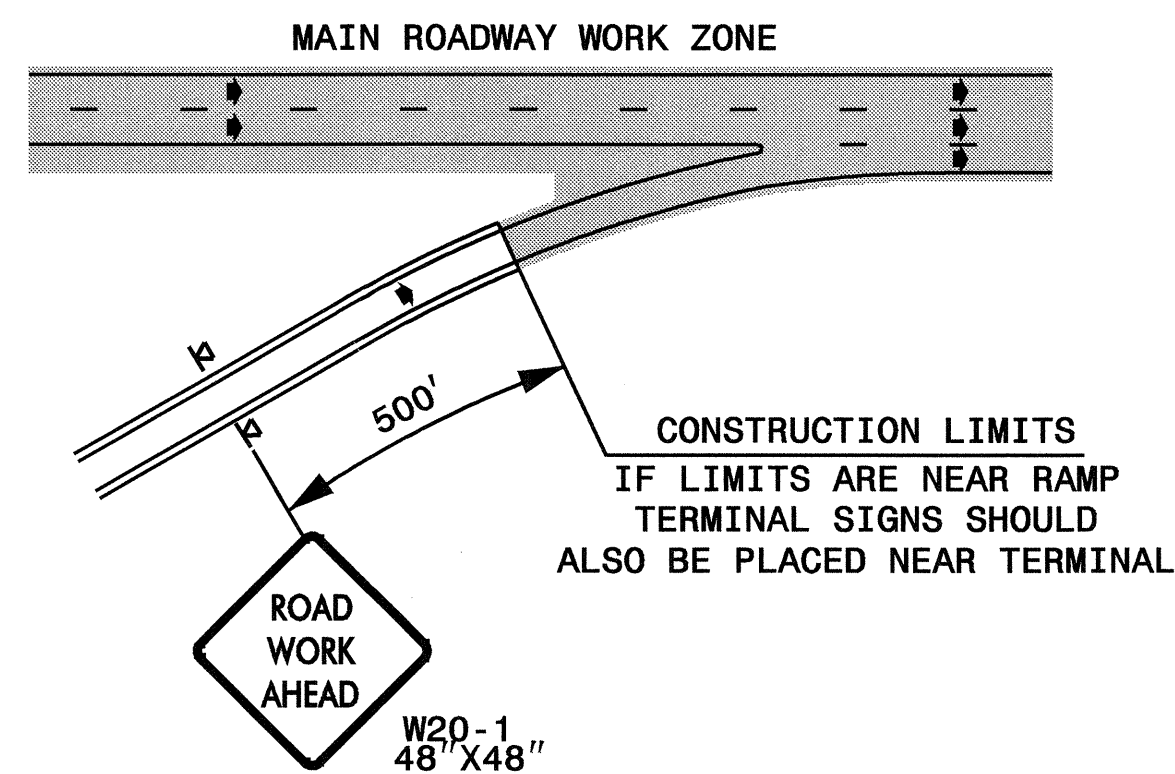 MAIN ROADWAY WORK ZONE
500'
CONSTRUCTION LIMITS
IF LIMITS ARE NEAR RAMP
TERMINAL SIGNS SHOULD
ALSO BE PLACED NEAR TERMINAL
ROAD
WORK
AHEAD
W20-1
48"X48"